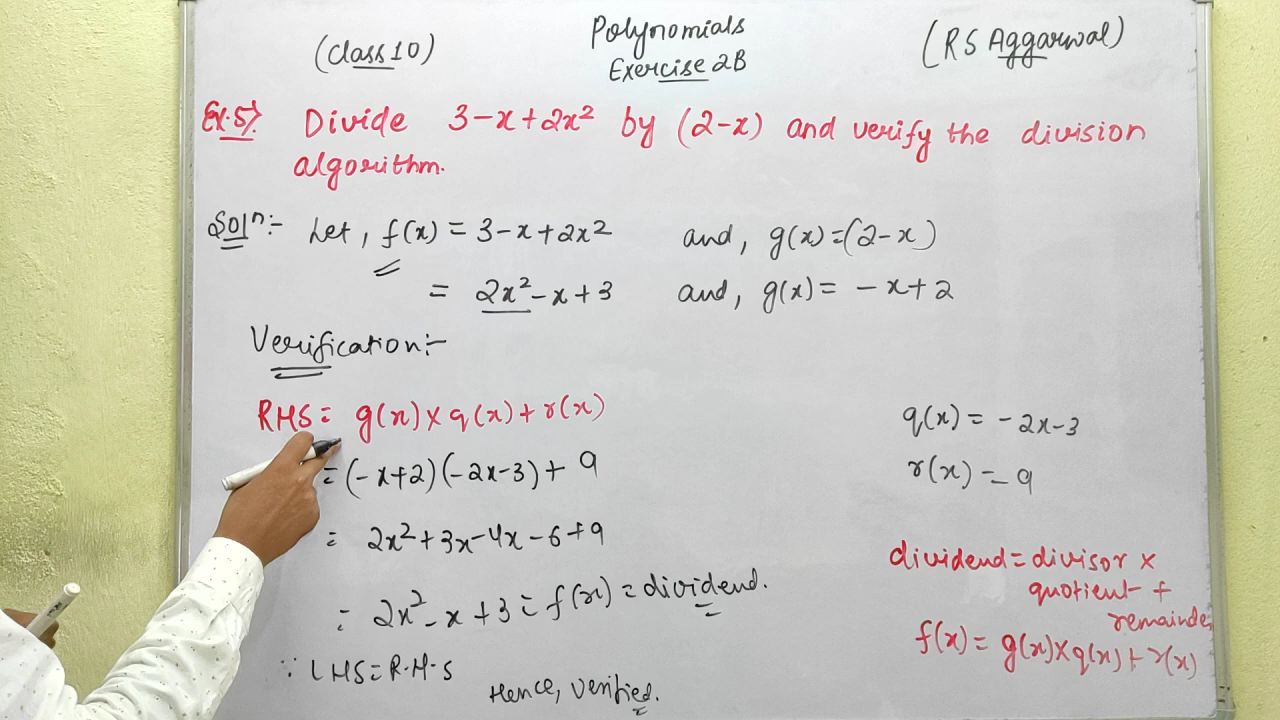 (Class 10)
Polynomials
Exercise 2B
(RS Aggarwal)
Ex.5). Divide 3-x+2x² by (2-x) and verify the division
algorithm.
Solⁿ:- Let, f(x) = 3-x+2x² and, g(x)=(2-x)
= 2x²-x+3 and, g(x)= -x+2
Verification:-
RHS= g(x)×q(x)+r(x)
=(-x+2)(-2x-3)+9
= 2x²+3x-4x-6+9
= 2x²-x+3 = f(x) = dividend.
∵ LHS=R.H.S
Hence, verified.
q(x) = -2x-3
r(x) = 9
dividend=divisor ×
quotient +
remainder
f(x)= g(x)×q(x)+r(x)